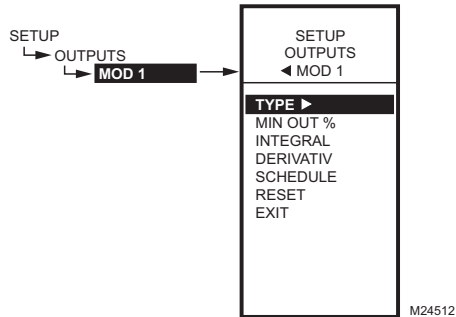 SETUP
OUTPUTS
MOD 1
SETUP
OUTPUTS
◄ MOD 1
TYPE ►
MIN OUT %
INTEGRAL
DERIVATIV
SCHEDULE
RESET
EXIT
M24512